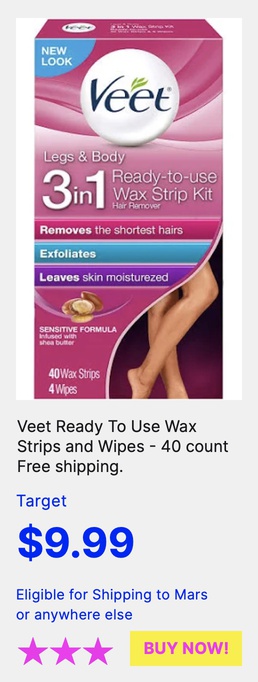 NEW
LOOK
Veet
Legs & Body
3in1
Ready-to-use
Wax Strip Kit
Hair Remover
Removes the shortest hairs
Exfoliates
Leaves skin moisturezed
SENSITIVE FORMULA
Infused with
shea butter
40 Wax Strips
4 Wipes
Veet Ready To Use Wax
Strips and Wipes - 40 count
Free shipping.
Target
$9.99
Eligible for Shipping to Mars
or anywhere else
BUY NOW!